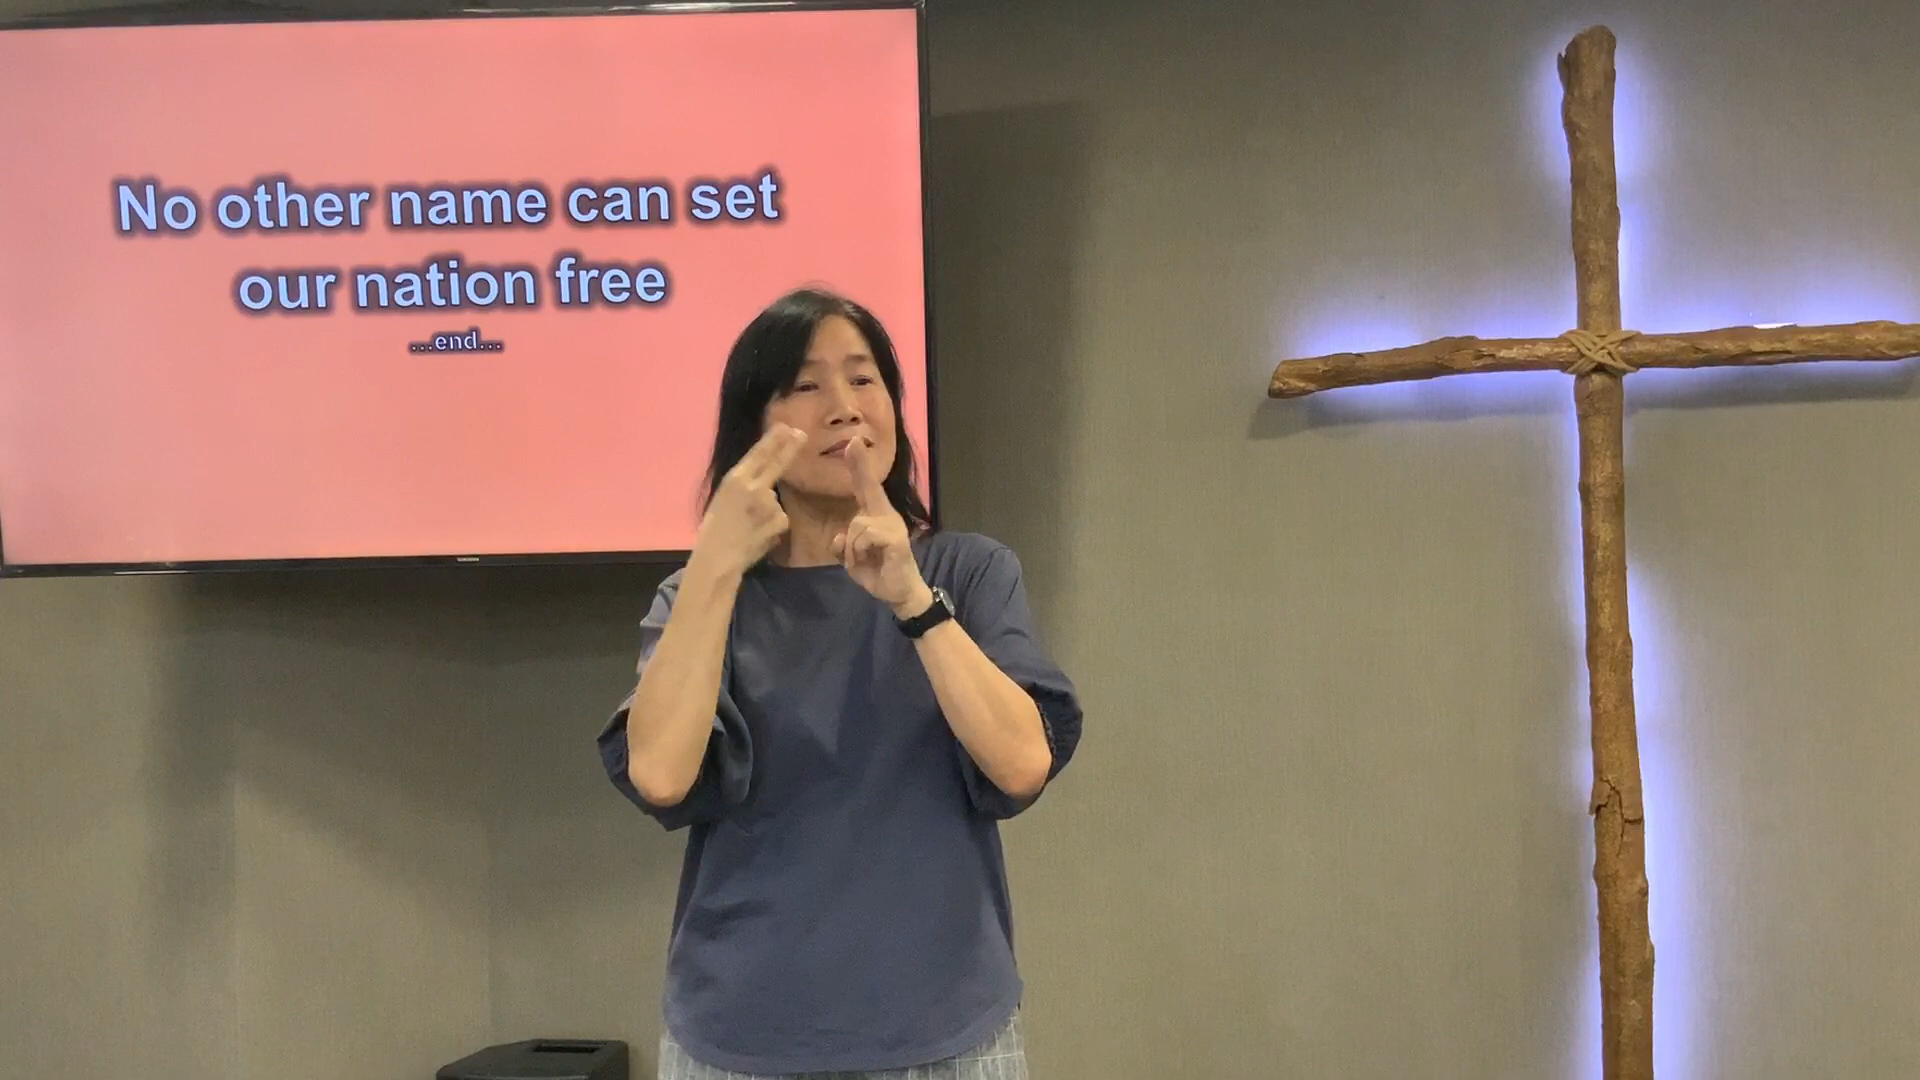 No other name can set
our nation free
...end...